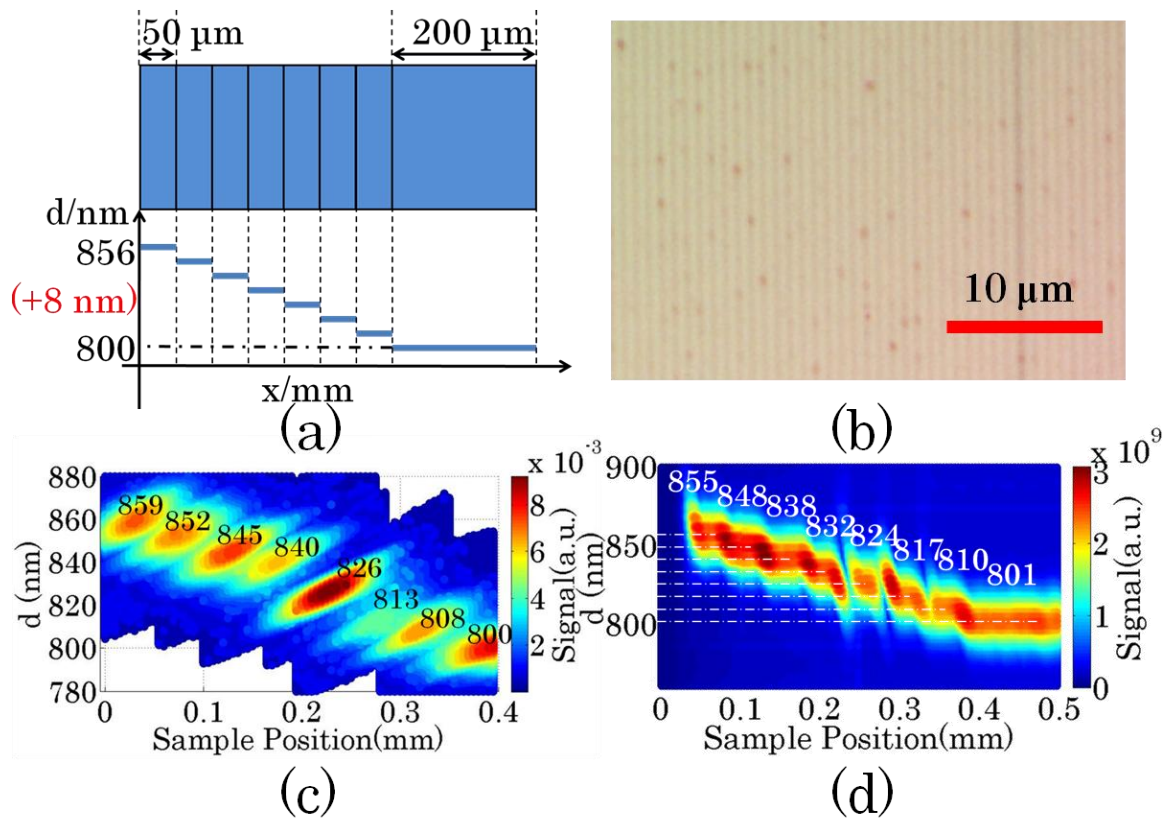 50 µm
200 µm
d/nm
856
(+8 nm)
800
x/mm
(a)
10 µm
(b)
x 10⁻³
880
860
840
820
800
780
d (nm)
859
852
845
840
826
813
808
800
8
6
4
2
Signal(a.u.)
0
0.1
0.2
0.3
0.4
Sample Position(mm)
(c)
x 10⁹
900
850
800
d (nm)
855
848
838
832
824
817
810
801
3
2
1
0
Signal(a.u.)
0
0.1
0.2
0.3
0.4
0.5
Sample Position(mm)
(d)